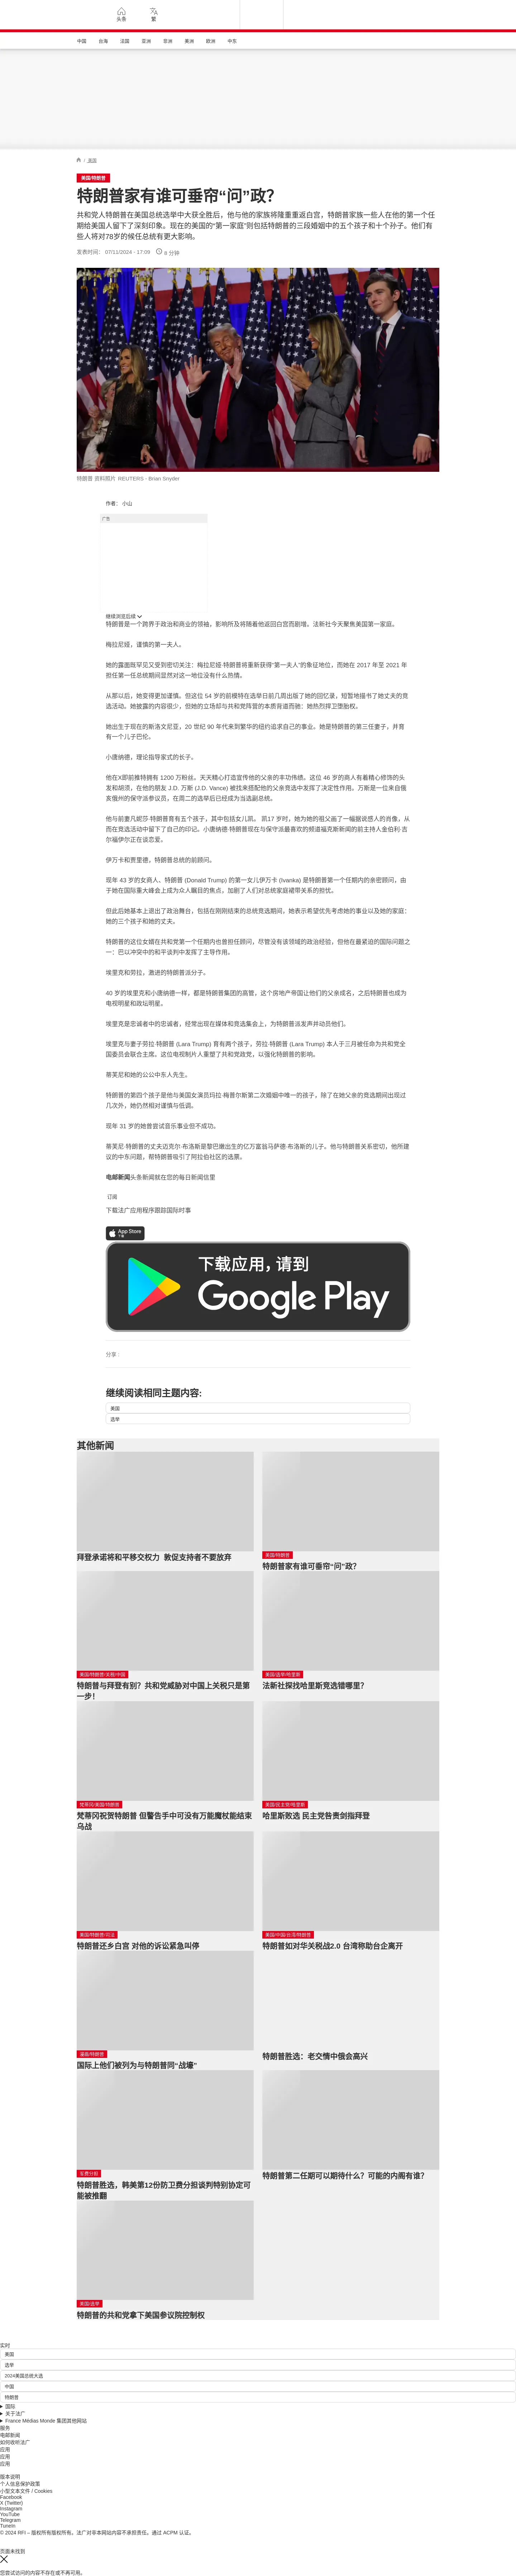 头条
繁
中国
台海
法国
亚洲
非洲
美洲
欧洲
中东
/ 美国
美国/特朗普
特朗普家有谁可垂帘“问”政?
共和党人特朗普在美国总统选举中大获全胜后，他与他的家族将隆重重返白宫，特朗普家族一些人在他的第一个任期给美国人留下了深刻印象。现在的美国的“第一家庭”则包括特朗普的三段婚姻中的五个孩子和十个孙子。他们有些人将对78岁的候任总统有更大影响。
发表时间： 07/11/2024 - 17:09
8 分钟
特朗普 资料照片 REUTERS - Brian Snyder
作者： 小山
广告
继续浏览后续
特朗普是一个跨界于政治和商业的领袖，影响所及将随着他返回白宫而剧增。法新社今天聚焦美国第一家庭。
梅拉尼娅，谨慎的第一夫人。
她的露面既罕见又受到密切关注：梅拉尼娅·特朗普将重新获得“第一夫人”的象征地位，而她在 2017 年至 2021 年担任第一任总统期间显然对这一地位没有什么热情。
从那以后，她变得更加谨慎。但这位 54 岁的前模特在选举日前几周出版了她的回忆录，短暂地描书了她丈夫的竞选活动。她披露的内容很少，但她的立场却与共和党阵营的本质背道而驰：她热烈捍卫堕胎权。
她出生于现在的斯洛文尼亚，20 世纪 90 年代来到繁华的纽约追求自己的事业。她是特朗普的第三任妻子，并育有一个儿子巴伦。
小唐纳德，理论指导家式的长子。
他在X即前推特拥有 1200 万粉丝。天天精心打造宣传他的父亲的丰功伟绩。这位 46 岁的商人有着精心修饰的头发和胡须，在他的朋友 J.D. 万斯 (J.D. Vance) 被找来搭配他的父亲竞选中发挥了决定性作用。万斯是一位来自俄亥俄州的保守派参议员，在周二的选举后已经成为当选副总统。
他与前妻凡妮莎·特朗普育有五个孩子，其中包括女儿凯。 凯17 岁时，她为她的祖父画了一幅据说感人的肖像，从而在竞选活动中留下了自己的印记。小唐纳德·特朗普现在与保守派最喜欢的频道福克斯新闻的前主持人金伯利·吉尔福伊尔正在谈恋爱。
伊万卡和贾里德，特朗普总统的前顾问。
现年 43 岁的女商人、特朗普 (Donald Trump) 的第一女儿伊万卡 (Ivanka) 是特朗普第一个任期内的亲密顾问，由于她在国际重大峰会上成为众人瞩目的焦点，加剧了人们对总统家庭裙带关系的担忧。
但此后她基本上退出了政治舞台，包括在刚刚结束的总统竞选期间，她表示希望优先考虑她的事业以及她的家庭：她的三个孩子和她的丈夫。
特朗普的这位女婿在共和党第一个任期内也曾担任顾问，尽管没有该领域的政治经验，但他在最紧迫的国际问题之一：巴以冲突中的和平谈判中发挥了主导作用。
埃里克和劳拉，激进的特朗普派分子。
40 岁的埃里克和小唐纳德一样，都是特朗普集团的高管，这个房地产帝国让他们的父亲成名，之后特朗普也成为电视明星和政坛明星。
埃里克是忠诚者中的忠诚者，经常出现在媒体和竞选集会上，为特朗普派发声并动员他们。
埃里克与妻子劳拉·特朗普 (Lara Trump) 育有两个孩子，劳拉·特朗普 (Lara Trump) 本人于三月被任命为共和党全国委员会联合主席。这位电视制片人重塑了共和党政党，以强化特朗普的影响。
蒂芙尼和她的公公中东人先生。
特朗普的第四个孩子是他与美国女演员玛拉·梅普尔斯第二次婚姻中唯一的孩子，除了在她父亲的竞选期间出现过几次外，她仍然相对谨慎与低调。
现年 31 岁的她曾尝试音乐事业但不成功。
蒂芙尼·特朗普的丈夫迈克尔·布洛斯是黎巴嫩出生的亿万富翁马萨德·布洛斯的儿子。他与特朗普关系密切，他所建议的中东问题，帮特朗普吸引了阿拉伯社区的选票。
电邮新闻头条新闻就在您的每日新闻信里
订阅
下载法广应用程序跟踪国际时事
App Store
下载
下载应用，请到
Google Play
分享 :
继续阅读相同主题内容:
美国
选举
其他新闻
拜登承诺将和平移交权力 敦促支持者不要放弃
美国/特朗普
特朗普家有谁可垂帘“问”政?
美国/特朗普/关税/中国
特朗普与拜登有别？共和党威胁对中国上关税只是第一步！
美国/选举/哈里斯
法新社探找哈里斯竞选错哪里?
梵蒂冈/美国/特朗普
梵蒂冈祝贺特朗普 但警告手中可没有万能魔杖能结束乌战
美国/民主党/哈里斯
哈里斯败选 民主党咎责剑指拜登
美国/特朗普/司法
特朗普还乡白宫 对他的诉讼紧急叫停
美国/中国/台湾/特朗普
特朗普如对华关税战2.0 台湾称助台企离开
壕壕/特朗普
国际上他们被列为与特朗普同“战壕”
特朗普胜选：老交情中俄会高兴
军费分担
特朗普胜选，韩美第12份防卫费分担谈判特别协定可能被推翻
特朗普第二任期可以期待什么？可能的内阁有谁?
美国/选举
特朗普的共和党拿下美国参议院控制权
实时
美国
选举
2024美国总统大选
中国
特朗普
国际
关于法广
France Médias Monde 集团其他网站
服务
电邮新闻
如何收听法广
应用
应用
应用
版本说明
个人信息保护政策
小型文本文件 / Cookies
Facebook
X (Twitter)
Instagram
YouTube
Telegram
TuneIn
© 2024 RFI – 版权所有版权所有。法广对非本网站内容不承担责任。通过 ACPM 认证。
页面未找到
您尝试访问的内容不存在或不再可用。